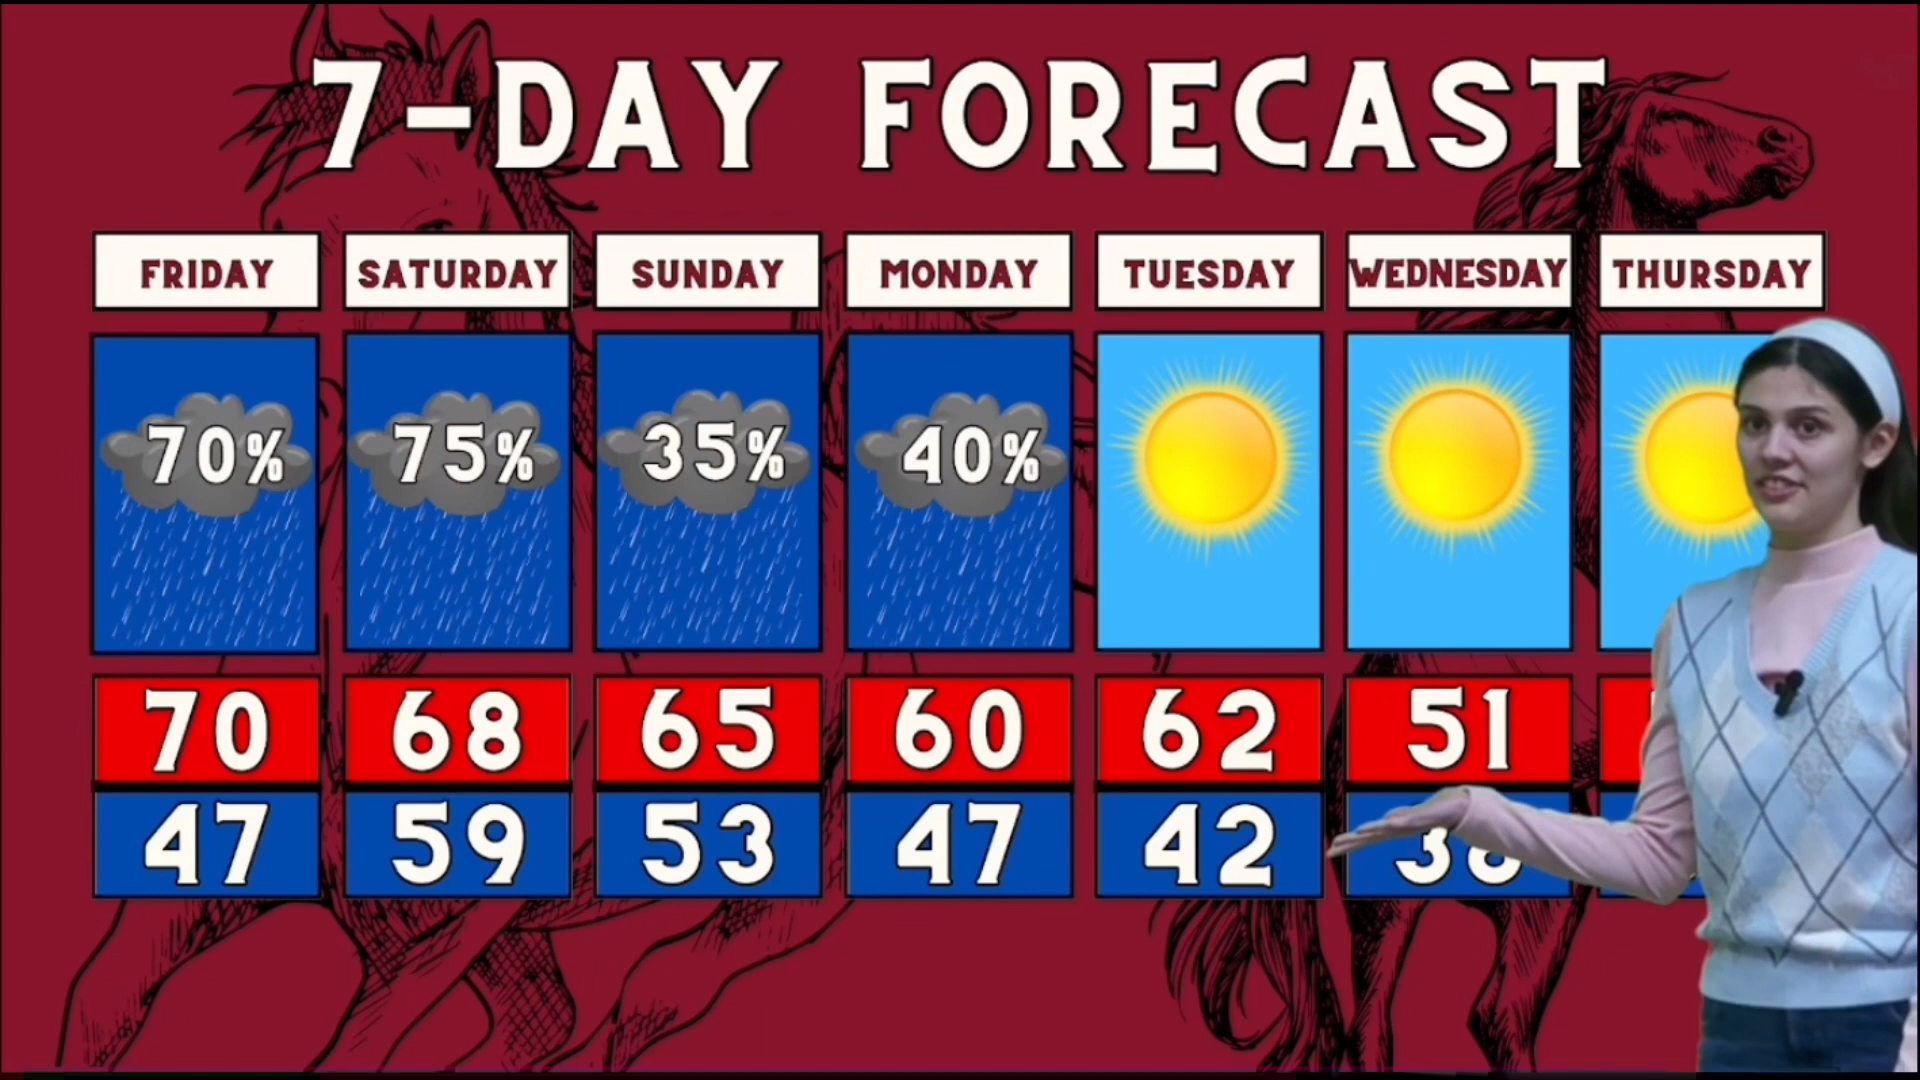 7-DAY FORECAST
FRIDAY SATURDAY SUNDAY MONDAY TUESDAY WEDNESDAY THURSDAY
70% 75% 35% 40%
70 68 65 60 62 51
47 59 53 47 42